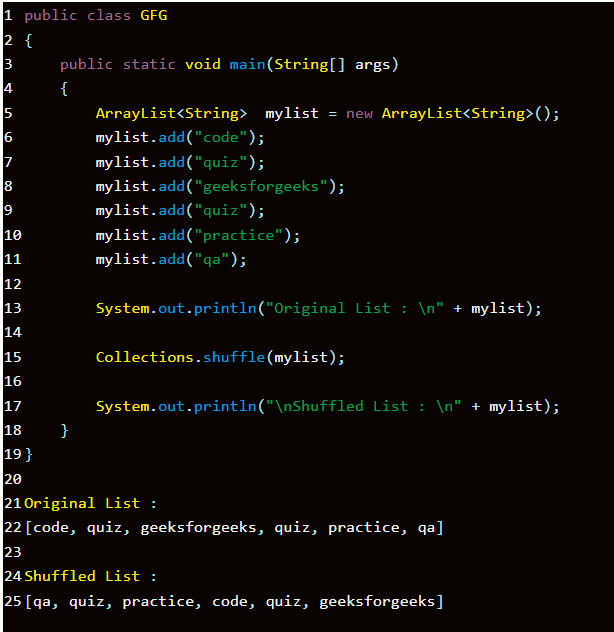 1 public class GFG
2 {
3     public static void main(String[] args)
4     {
5         ArrayList<String>  mylist = new ArrayList<String>();
6         mylist.add("code");
7         mylist.add("quiz");
8         mylist.add("geeksforgeeks");
9         mylist.add("quiz");
10         mylist.add("practice");
11         mylist.add("qa");
12
13         System.out.println("Original List : \n" + mylist);
14
15         Collections.shuffle(mylist);
16
17         System.out.println("\nShuffled List : \n" + mylist);
18     }
19 }
20
21 Original List :
22 [code, quiz, geeksforgeeks, quiz, practice, qa]
23
24 Shuffled List :
25 [qa, quiz, practice, code, quiz, geeksforgeeks]